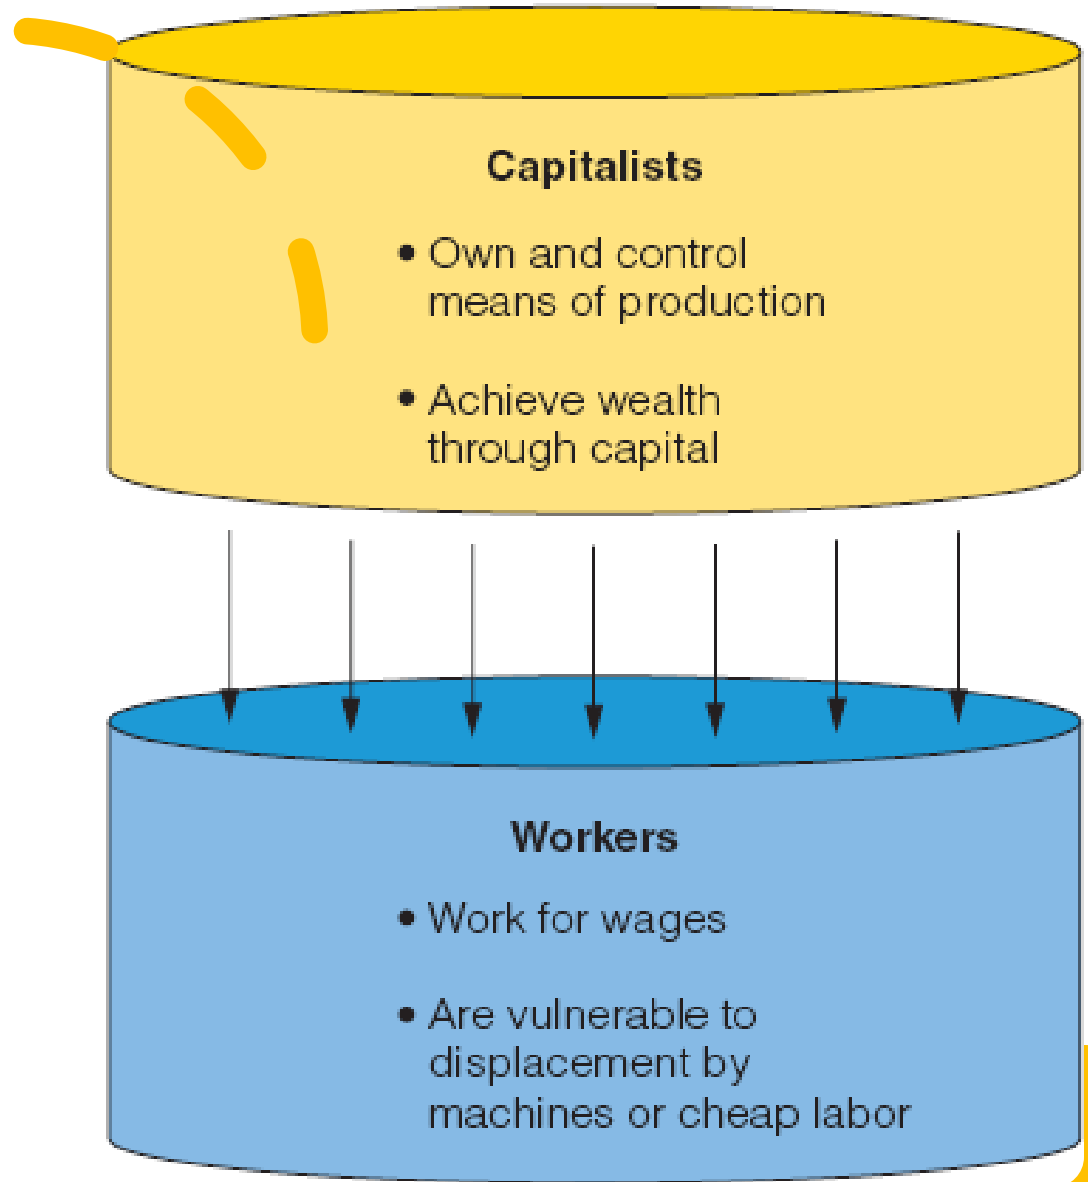 Capitalists
• Own and control
means of production
• Achieve wealth
through capital
Workers
• Work for wages
• Are vulnerable to
displacement by
machines or cheap labor